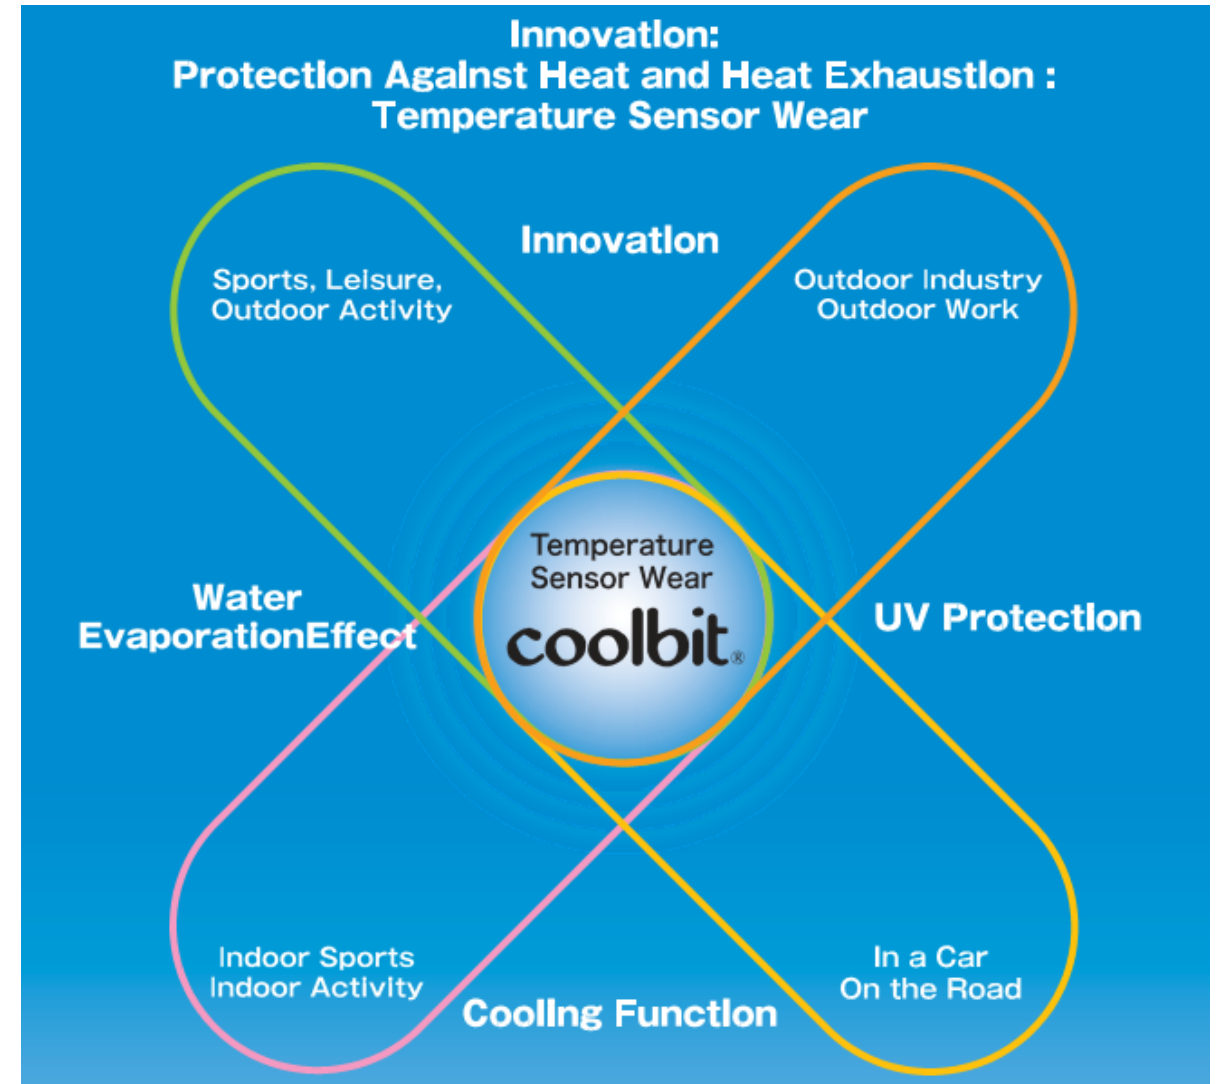 Innovation:
Protection Against Heat and Heat Exhaustion :
Temperature Sensor Wear
Innovation
Sports, Leisure,
Outdoor Activity
Outdoor Industry
Outdoor Work
Temperature
Sensor Wear
coolbit®
Water
EvaporationEffect
UV Protection
Indoor Sports
Indoor Activity
In a Car
On the Road
Cooling Function